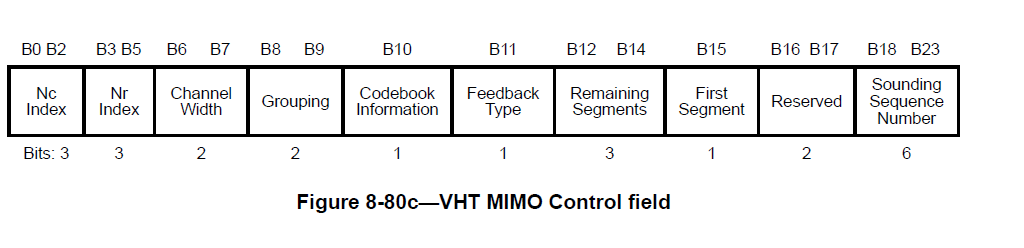 B0 B2 B3 B5 B6 B7 B8 B9 B10 B11 B12 B14 B15 B16 B17 B18 B23
Nc Index
Nr Index
Channel Width
Grouping
Codebook Information
Feedback Type
Remaining Segments
First Segment
Reserved
Sounding Sequence Number
Bits: 3 3 2 2 1 1 3 1 2 6
Figure 8-80c—VHT MIMO Control field